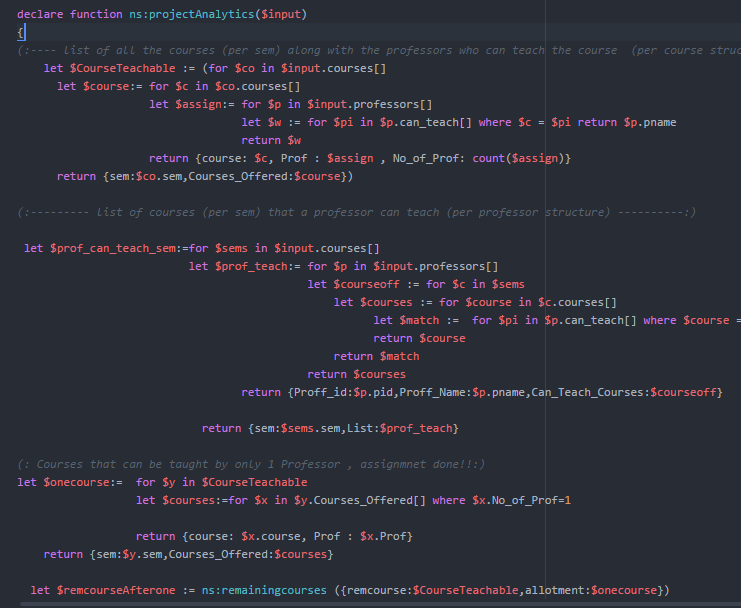 declare function ns:projectAnalytics($input)
{
(:---- list of all the courses (per sem) along with the professors who can teach the course  (per course struc
let $CourseTeachable := (for $co in $input.courses[]
let $course:= for $c in $co.courses[]
let $assign:= for $p in $input.professors[]
let $w := for $pi in $p.can_teach[] where $c = $pi return $p.pname
return $w
return {course: $c, Prof : $assign , No_of_Prof: count($assign)}
return {sem:$co.sem,Courses_Offered:$course})
(:--------- list of courses (per sem) that a professor can teach (per professor structure) ----------:)
let $prof_can_teach_sem:=for $sems in $input.courses[]
let $prof_teach:= for $p in $input.professors[]
let $courseoff := for $c in $sems
let $courses := for $course in $c.courses[]
let $match :=  for $pi in $p.can_teach[] where $course =
return $course
return $match
return $courses
return {Proff_id:$p.pid,Proff_Name:$p.pname,Can_Teach_Courses:$courseoff}
return {sem:$sems.sem,List:$prof_teach}
(: Courses that can be taught by only 1 Professor , assignmnet done!!:)
let $onecourse:=  for $y in $CourseTeachable
let $courses:=for $x in $y.Courses_Offered[] where $x.No_of_Prof=1
return {course: $x.course, Prof : $x.Prof}
return {sem:$y.sem,Courses_Offered:$courses}
let $remcourseAfterone := ns:remainingcourses ({remcourse:$CourseTeachable,allotment:$onecourse})